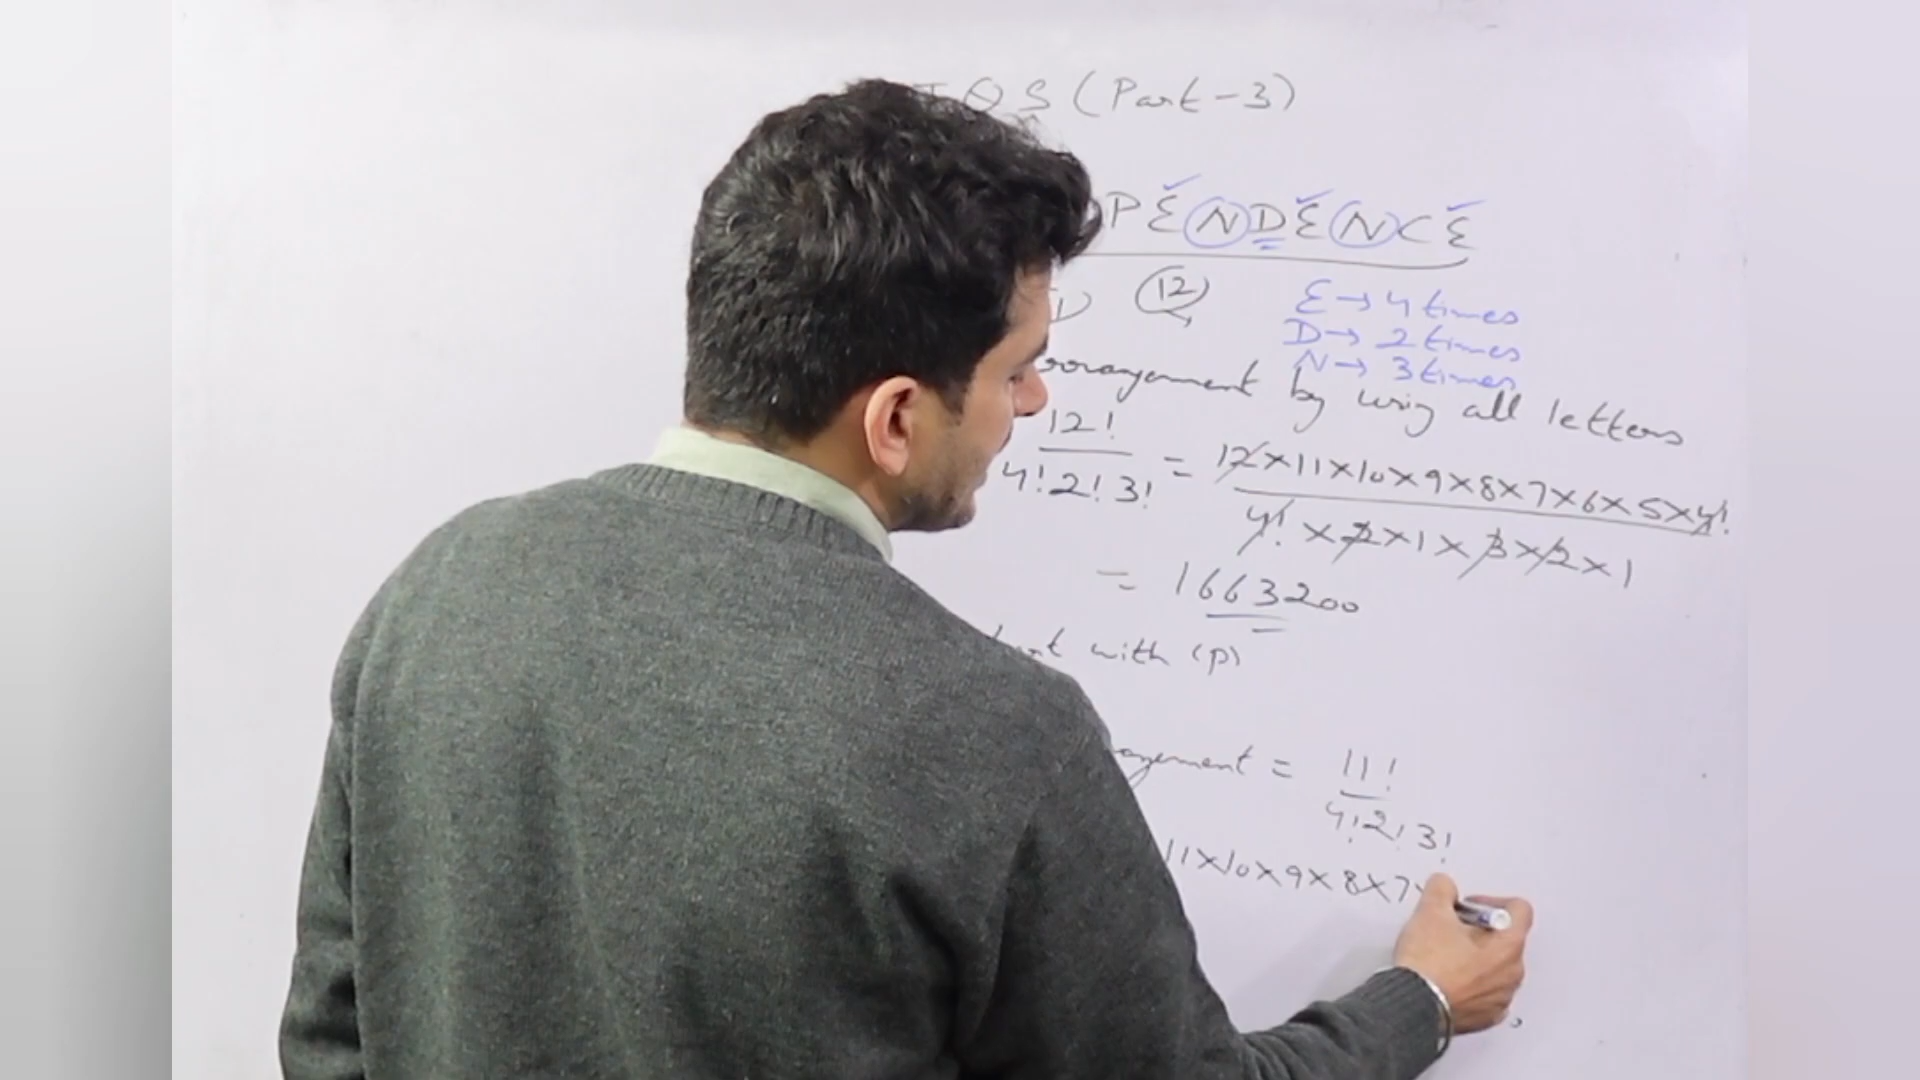 IQS (Part-3)
PENDENCE
12
E → 4 times
D → 2 times
N → 3 times
by using all letters
12! / 4! 2! 3! = 12×11×10×9×8×7×6×5×4! / 4!×2×1×3×2×1
= 1663200
with (P)
= 11! / 4! 2! 3!
11×10×9×8×7×